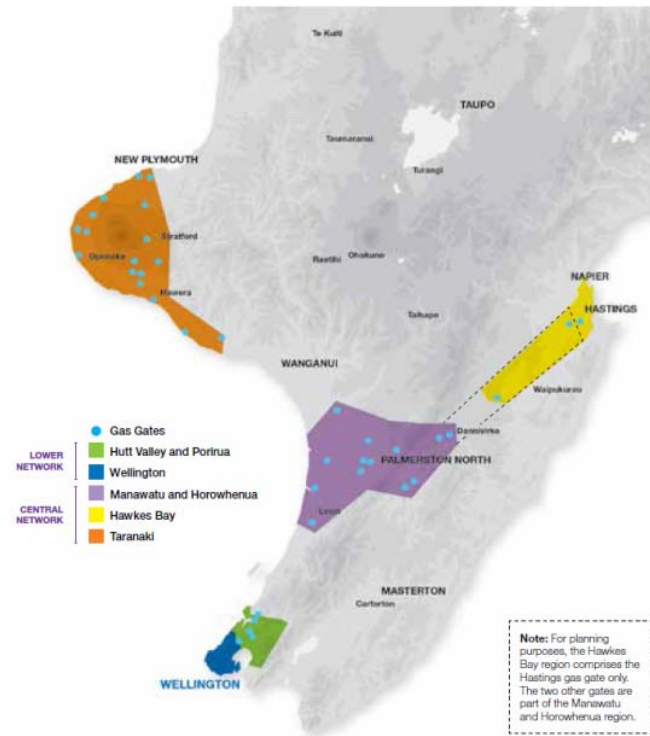 Te Kuiti
TAUPO
Taumarunui
NEW PLYMOUTH
Turangi
Stratford
Opunake
Raetihi
Ohakune
Hawera
NAPIER
HASTINGS
Taihape
WANGANUI
Waipukurau
Gas Gates
LOWER
NETWORK
Hutt Valley and Porirua
Wellington
CENTRAL
NETWORK
Manawatu and Horowhenua
Hawkes Bay
Taranaki
Dannivirke
PALMERSTON NORTH
Levin
MASTERTON
Carterton
WELLINGTON
Note: For planning
purposes, the Hawkes
Bay region comprises the
Hastings gas gate only.
The two other gates are
part of the Manawatu
and Horowhenua region.